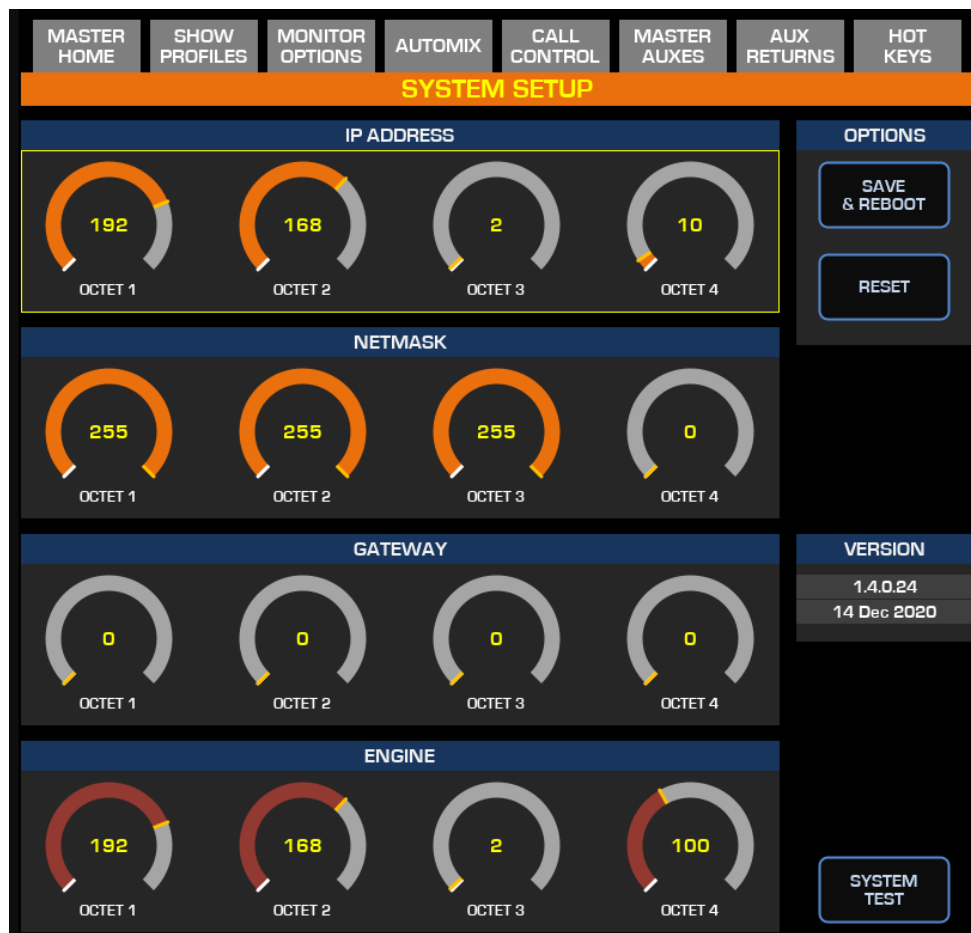 MASTER HOME
SHOW PROFILES
MONITOR OPTIONS
AUTOMIX
CALL CONTROL
MASTER AUXES
AUX RETURNS
HOT KEYS
SYSTEM SETUP
IP ADDRESS
192
168
2
10
OCTET 1
OCTET 2
OCTET 3
OCTET 4
OPTIONS
SAVE
& REBOOT
RESET
NETMASK
255
255
255
0
OCTET 1
OCTET 2
OCTET 3
OCTET 4
GATEWAY
0
0
0
0
OCTET 1
OCTET 2
OCTET 3
OCTET 4
VERSION
1.4.0.24
14 Dec 2020
ENGINE
192
168
2
100
OCTET 1
OCTET 2
OCTET 3
OCTET 4
SYSTEM
TEST